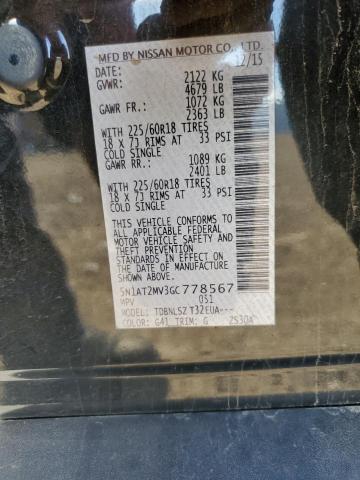 MFD BY NISSAN MOTOR CO., LTD.
DATE: 12/15
GVWR: 2122 KG
4679 LB
GAWR FR.: 1072 KG
2363 LB
WITH 225/60R18 TIRES
18 X 7J RIMS AT 33 PSI
COLD SINGLE
GAWR RR.: 1089 KG
2401 LB
WITH 225/60R18 TIRES
18 X 7J RIMS AT 33 PSI
COLD SINGLE
THIS VEHICLE CONFORMS TO
ALL APPLICABLE FEDERAL
MOTOR VEHICLE SAFETY AND
THEFT PREVENTION
STANDARDS IN EFFECT ON
THE DATE OF MANUFACTURE
SHOWN ABOVE.
5N1AT2MV3GC778567
MPV 051
MODEL: TDBNLSZ T32EUA---
COLOR: G41 TRIM: G 2S30A